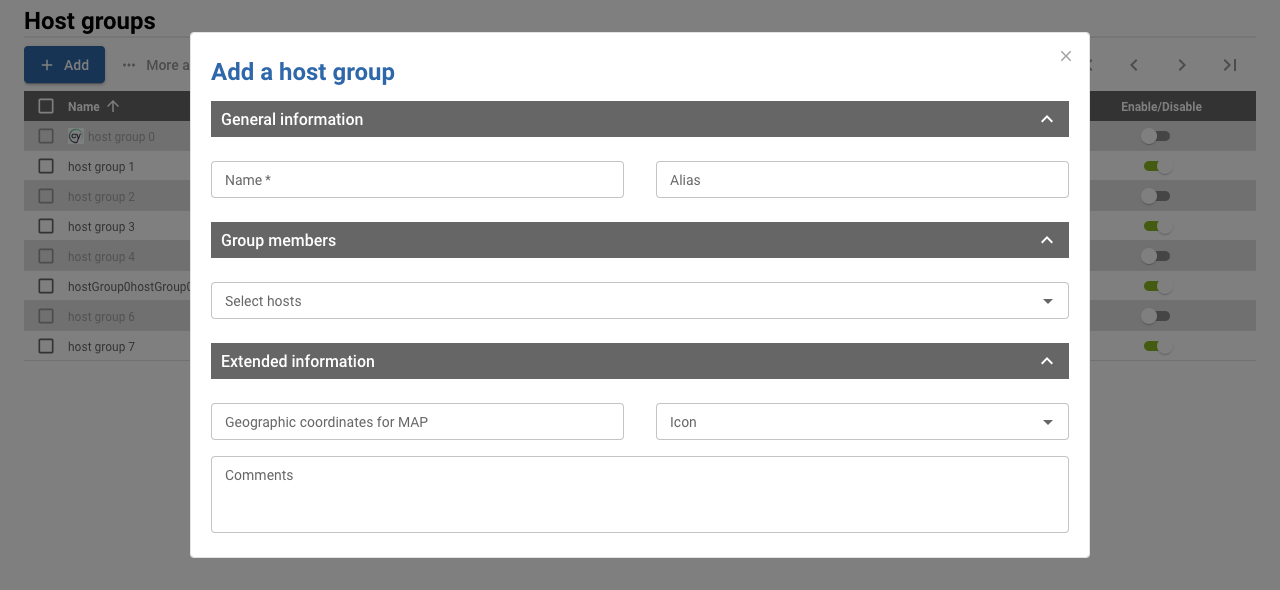 Host groups
Add
More a
Add a host group
General information
Name *
Alias
Group members
Select hosts
Extended information
Geographic coordinates for MAP
Icon
Comments
Name
Enable/Disable
host group 0
host group 1
host group 2
host group 3
host group 4
hostGroup0hostGroup0
host group 6
host group 7